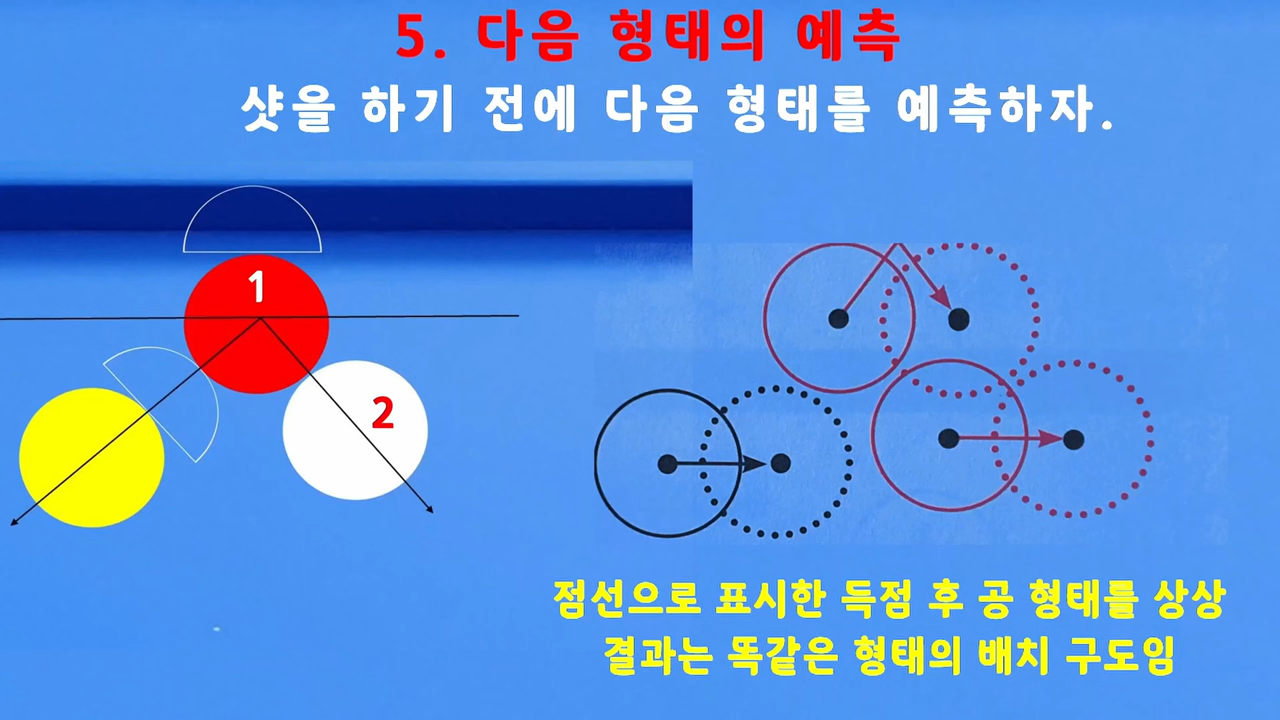 5. 다음 형태의 예측
샷을 하기 전에 다음 형태를 예측하자.
1
2
점선으로 표시한 득점 후 공 형태를 상상
결과는 똑같은 형태의 배치 구도임